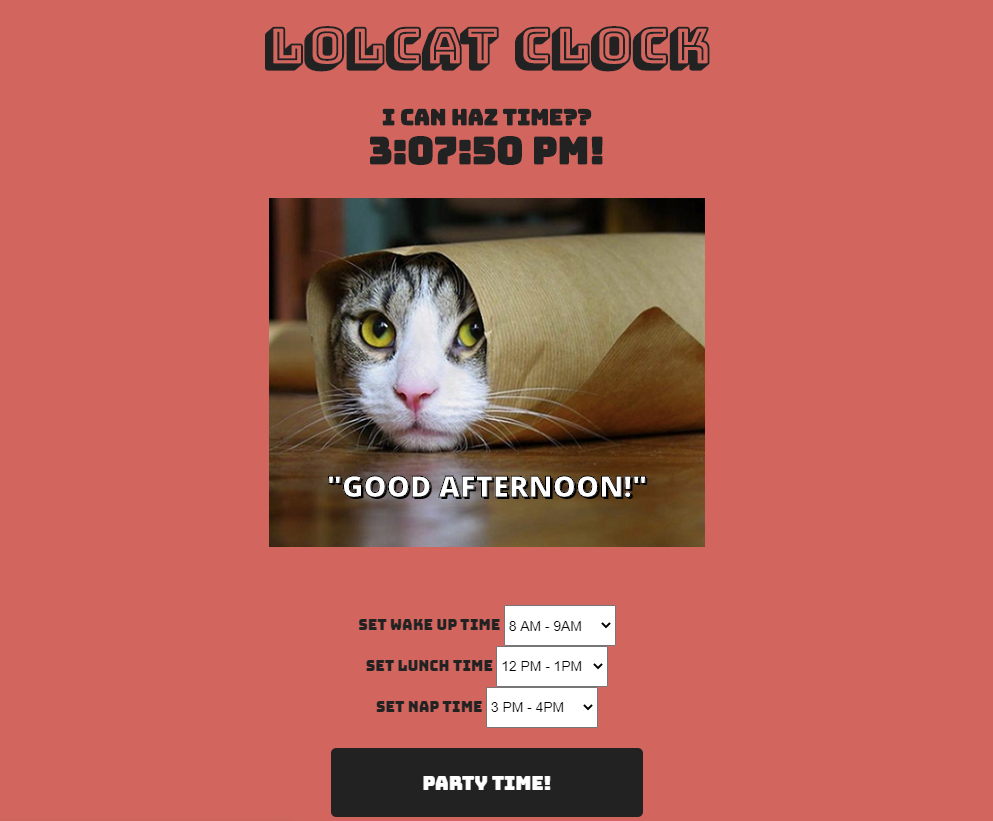 LOLCAT CLOCK
I CAN HAZ TIME??
3:07:50 PM!
"GOOD AFTERNOON!"
SET WAKE UP TIME 8 AM - 9AM
SET LUNCH TIME 12 PM - 1PM
SET NAP TIME 3 PM - 4PM
PARTY TIME!